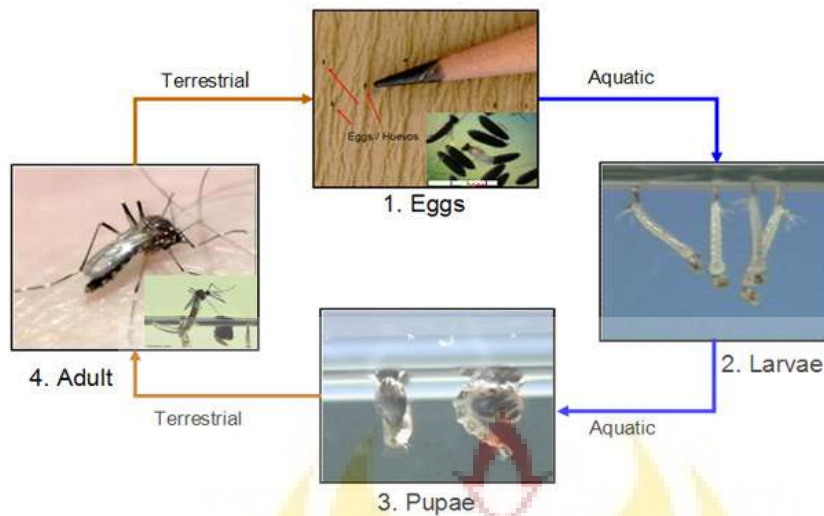 Terrestrial
Aquatic
Eggs / Huevos
1. Eggs
4. Adult
2. Larvae
Terrestrial
Aquatic
3. Pupae